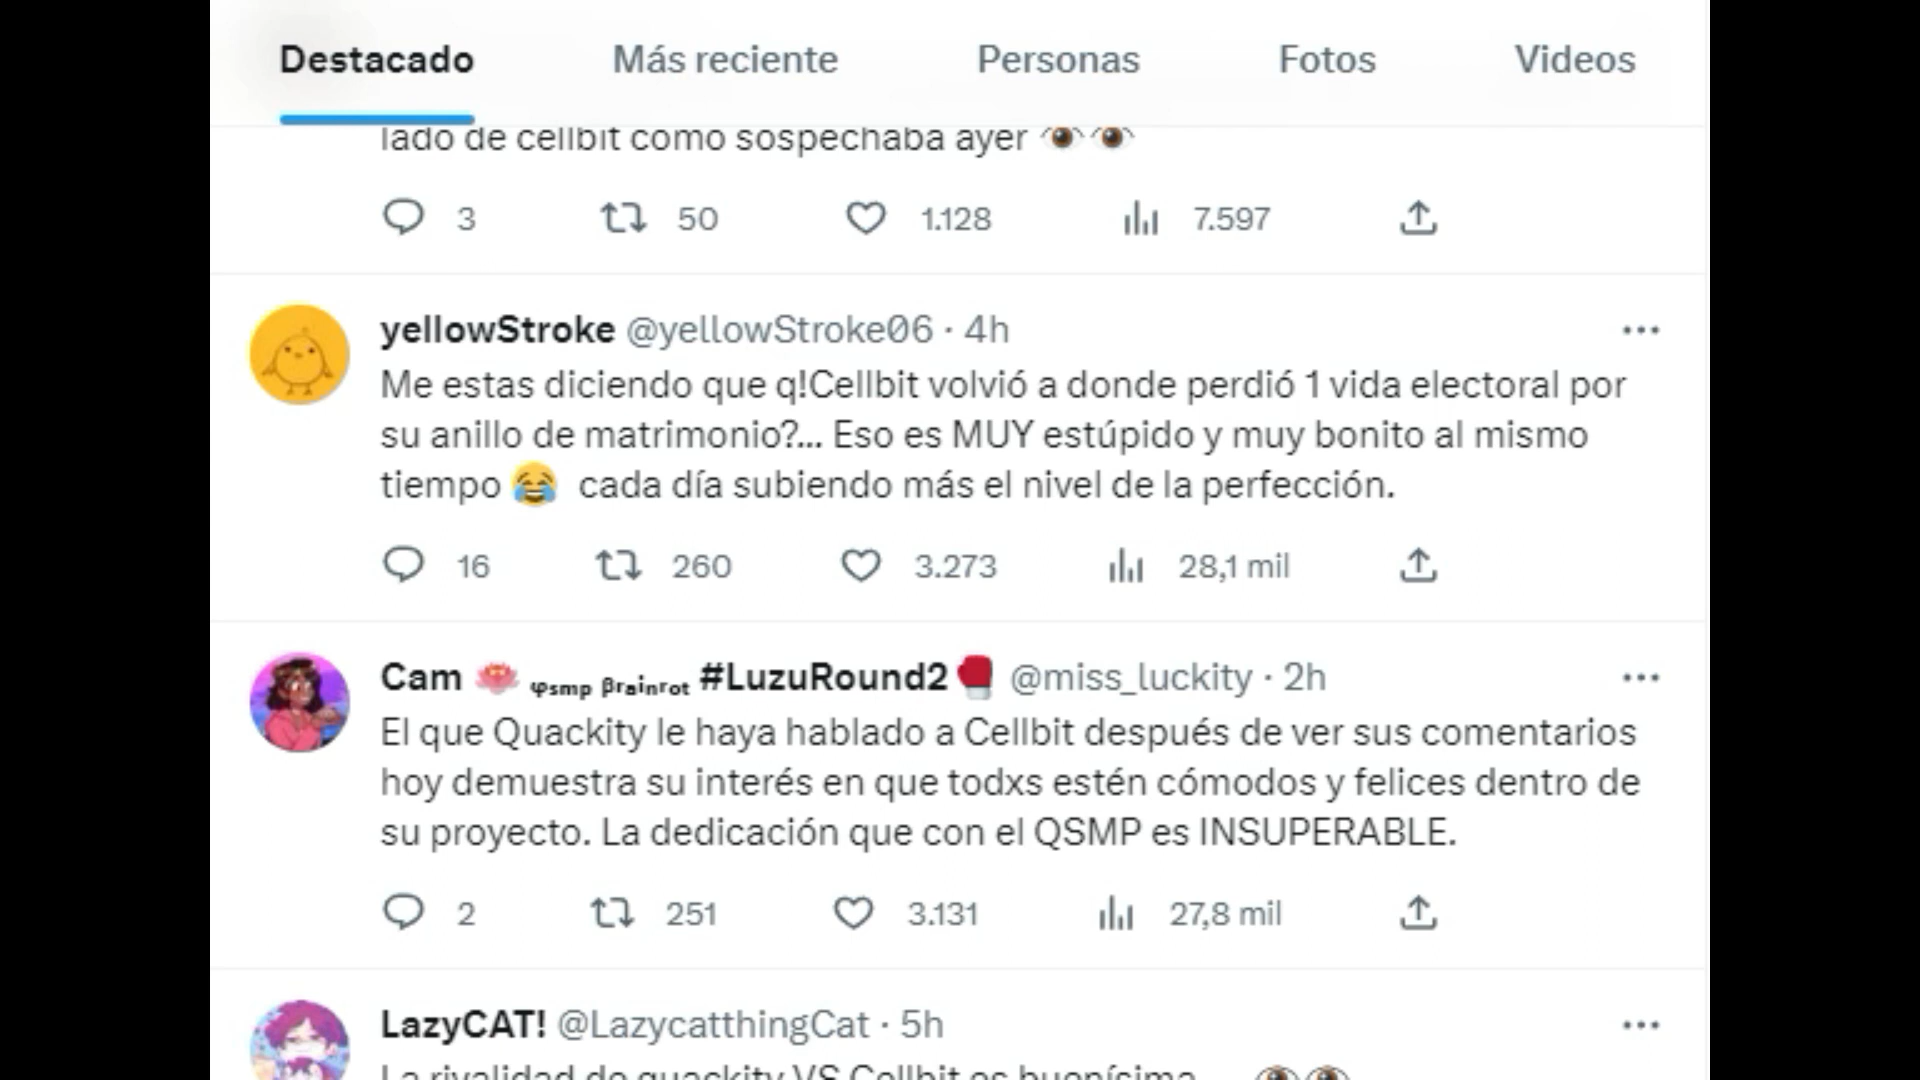 Destacado Más reciente Personas Fotos Videos
lado de cellbit como sospechaba ayer 👁️👁️
3 50 1.128 7.597
yellowStroke @yellowStroke06 · 4h
Me estas diciendo que q!Cellbit volvió a donde perdió 1 vida electoral por
su anillo de matrimonio?... Eso es MUY estúpido y muy bonito al mismo
tiempo 😂 cada día subiendo más el nivel de la perfección.
16 260 3.273 28,1 mil
Cam 🪷 φsmp βrainrot #LuzuRound2🥊 @miss_luckity · 2h
El que Quackity le haya hablado a Cellbit después de ver sus comentarios
hoy demuestra su interés en que todxs estén cómodos y felices dentro de
su proyecto. La dedicación que con el QSMP es INSUPERABLE.
2 251 3.131 27,8 mil
LazyCAT! @LazycatthingCat · 5h
La rivalidad de quackity VS Cellbit es buenísima 👁️👁️